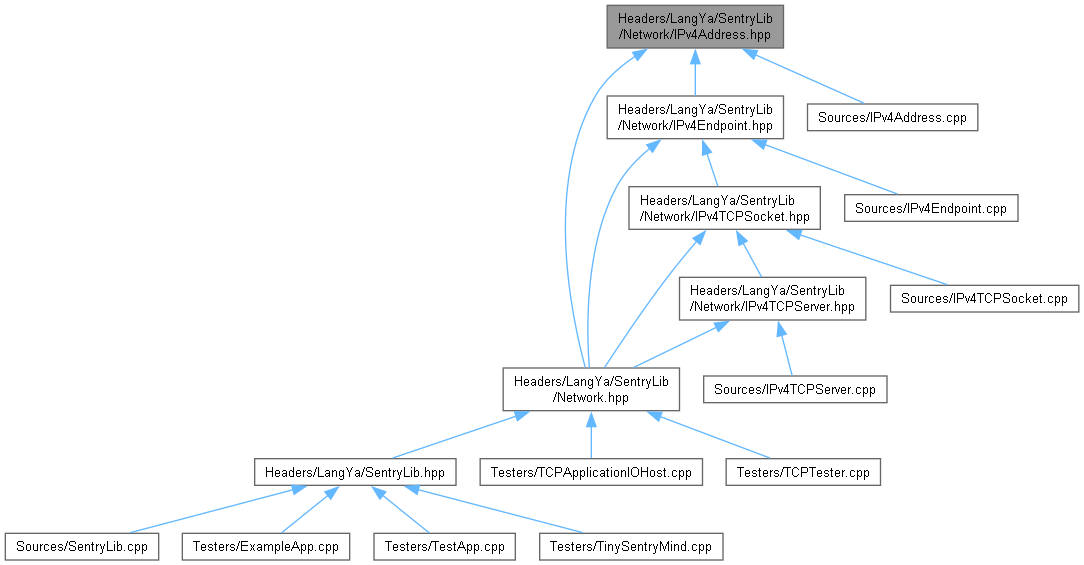 Headers/LangYa/SentryLib
/Network/IPv4Address.hpp
Headers/LangYa/SentryLib
/Network/IPv4Endpoint.hpp
Sources/IPv4Address.cpp
Headers/LangYa/SentryLib
/Network/IPv4TCPSocket.hpp
Sources/IPv4Endpoint.cpp
Headers/LangYa/SentryLib
/Network/IPv4TCPServer.hpp
Sources/IPv4TCPSocket.cpp
Headers/LangYa/SentryLib
/Network.hpp
Sources/IPv4TCPServer.cpp
Headers/LangYa/SentryLib.hpp
Testers/TCPApplicationIOHost.cpp
Testers/TCPTester.cpp
Sources/SentryLib.cpp
Testers/ExampleApp.cpp
Testers/TestApp.cpp
Testers/TinySentryMind.cpp